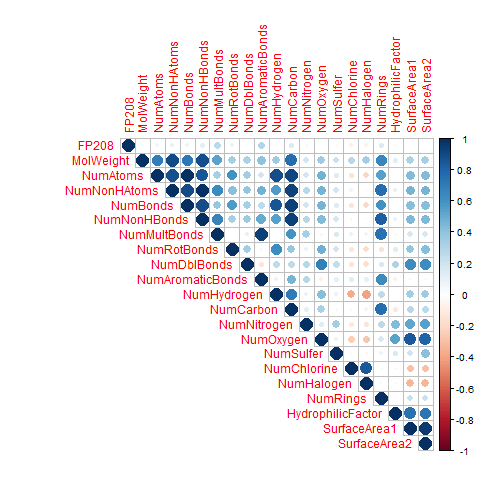 FP208
MolWeight
NumAtoms
NumNonHAtoms
NumBonds
NumNonHBonds
NumMultBonds
NumRotBonds
NumDblBonds
NumAromaticBonds
NumHydrogen
NumCarbon
NumNitrogen
NumOxygen
NumSulfer
NumChlorine
NumHalogen
NumRings
HydrophilicFactor
SurfaceArea1
SurfaceArea2
FP208
MolWeight
NumAtoms
NumNonHAtoms
NumBonds
NumNonHBonds
NumMultBonds
NumRotBonds
NumDblBonds
NumAromaticBonds
NumHydrogen
NumCarbon
NumNitrogen
NumOxygen
NumSulfer
NumChlorine
NumHalogen
NumRings
HydrophilicFactor
SurfaceArea1
SurfaceArea2
1
0.8
0.6
0.4
0.2
0
-0.2
-0.4
-0.6
-0.8
-1